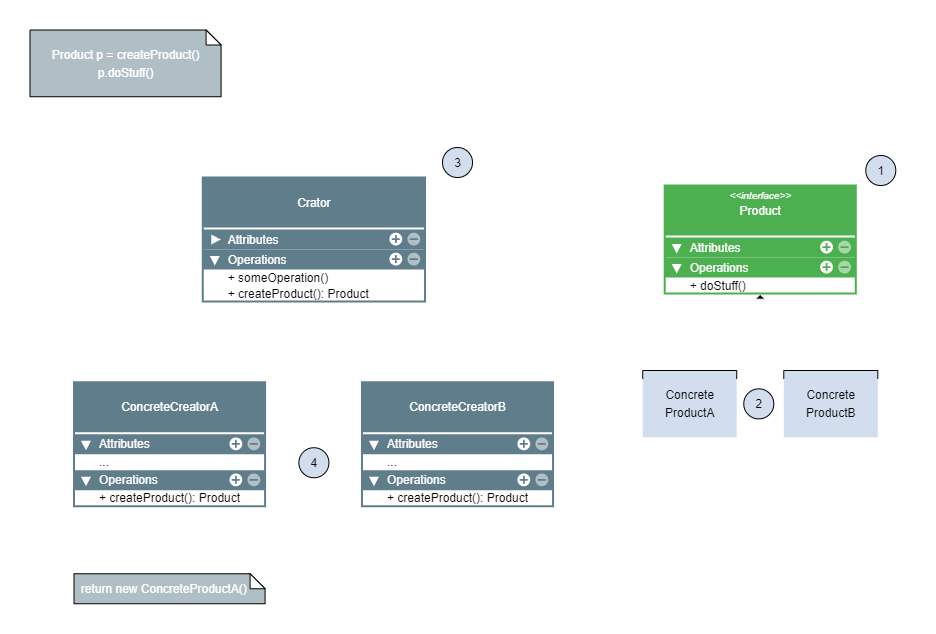 Product p = createProduct()
p.doStuff()
3
1
Crator
Attributes
Operations
+ someOperation()
+ createProduct(): Product
<<interface>>
Product
Attributes
Operations
+ doStuff()
ConcreteCreatorA
Attributes
...
Operations
+ createProduct(): Product
4
ConcreteCreatorB
Attributes
...
Operations
+ createProduct(): Product
Concrete
ProductA
2
Concrete
ProductB
return new ConcreteProductA()